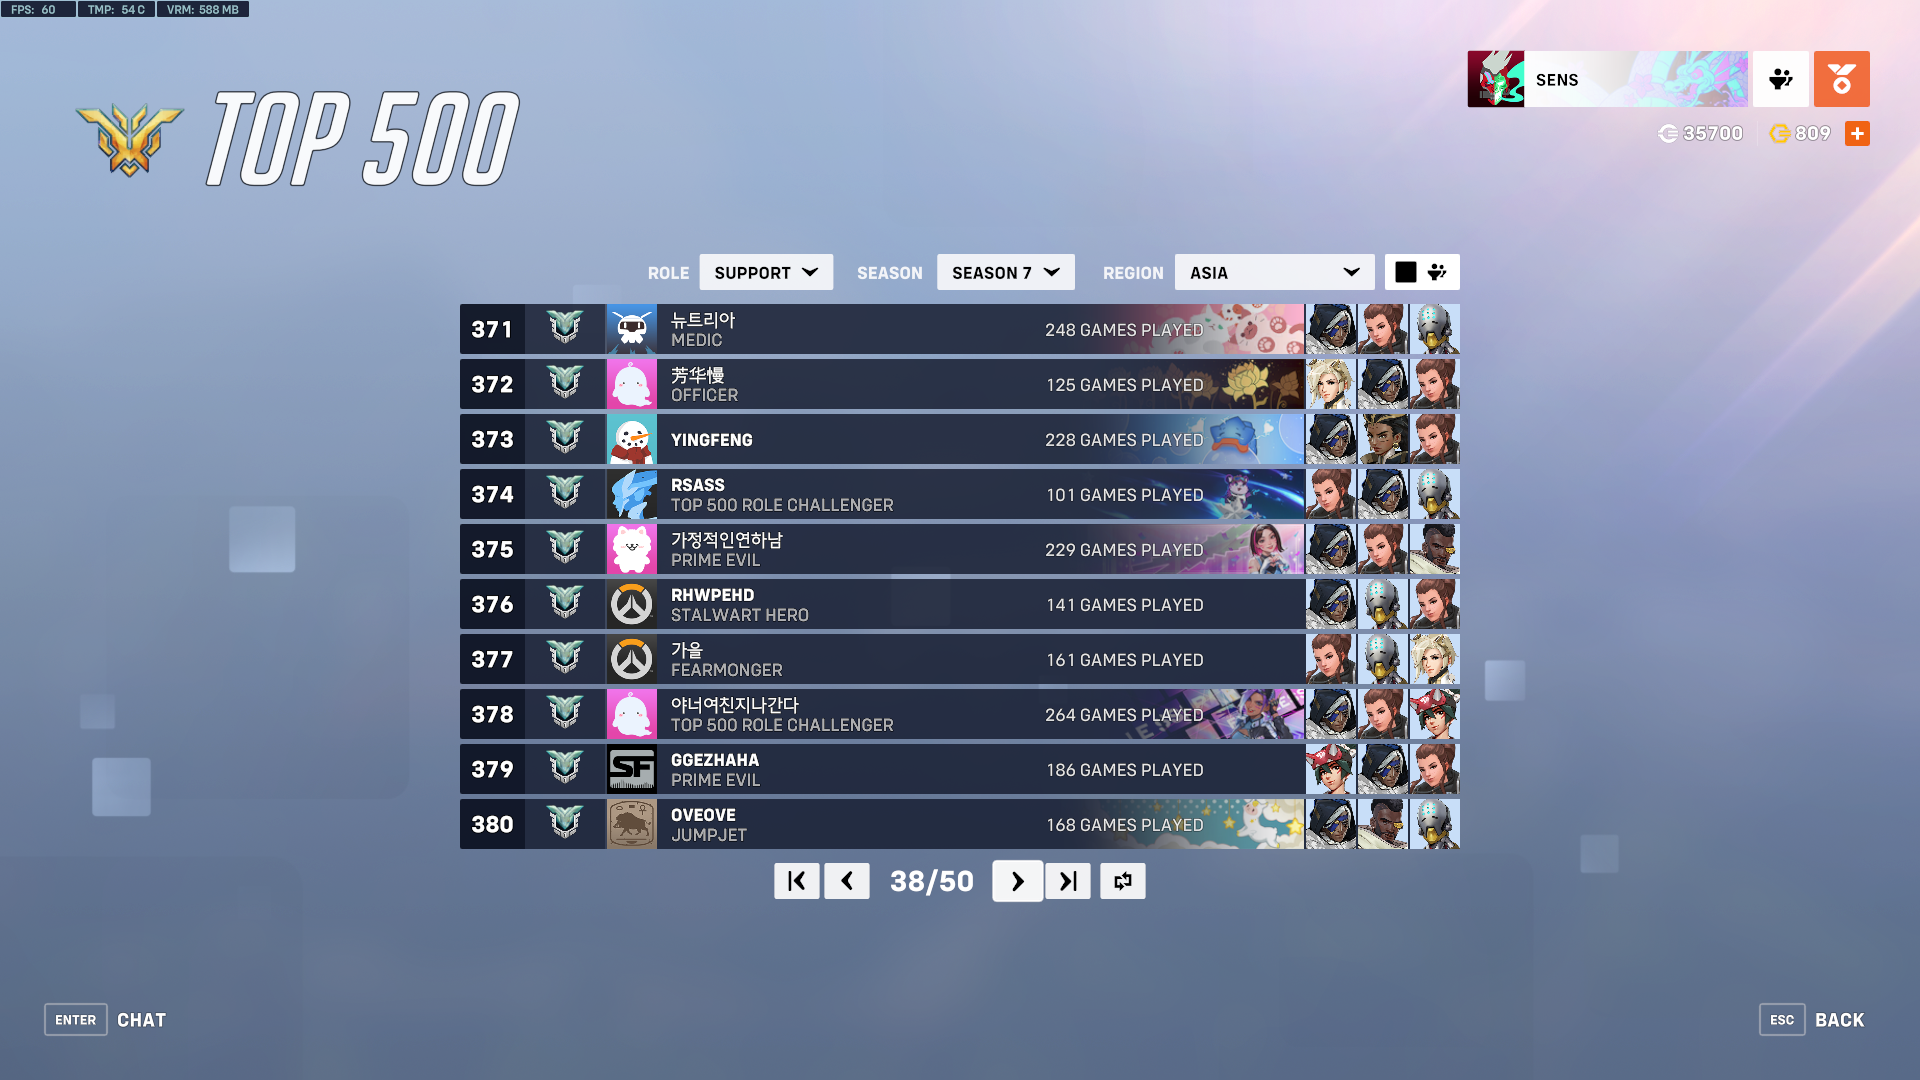 FPS: 60 TMP: 54 C VRM: 588 MB
TOP 500
SENS
35700 809
ROLE SUPPORT SEASON SEASON 7 REGION ASIA
371 뉴트리아 248 GAMES PLAYED
MEDIC
372 芳华慢 125 GAMES PLAYED
OFFICER
373 YINGFENG 228 GAMES PLAYED
374 RSASS 101 GAMES PLAYED
TOP 500 ROLE CHALLENGER
375 가정적인연하남 229 GAMES PLAYED
PRIME EVIL
376 RHWPEHD 141 GAMES PLAYED
STALWART HERO
377 가을 161 GAMES PLAYED
FEARMONGER
378 야너여친지나간다 264 GAMES PLAYED
TOP 500 ROLE CHALLENGER
379 SF GGEZHAHA 186 GAMES PLAYED
PRIME EVIL
380 OVEOVE 168 GAMES PLAYED
JUMPJET
38/50
ENTER CHAT
ESC BACK